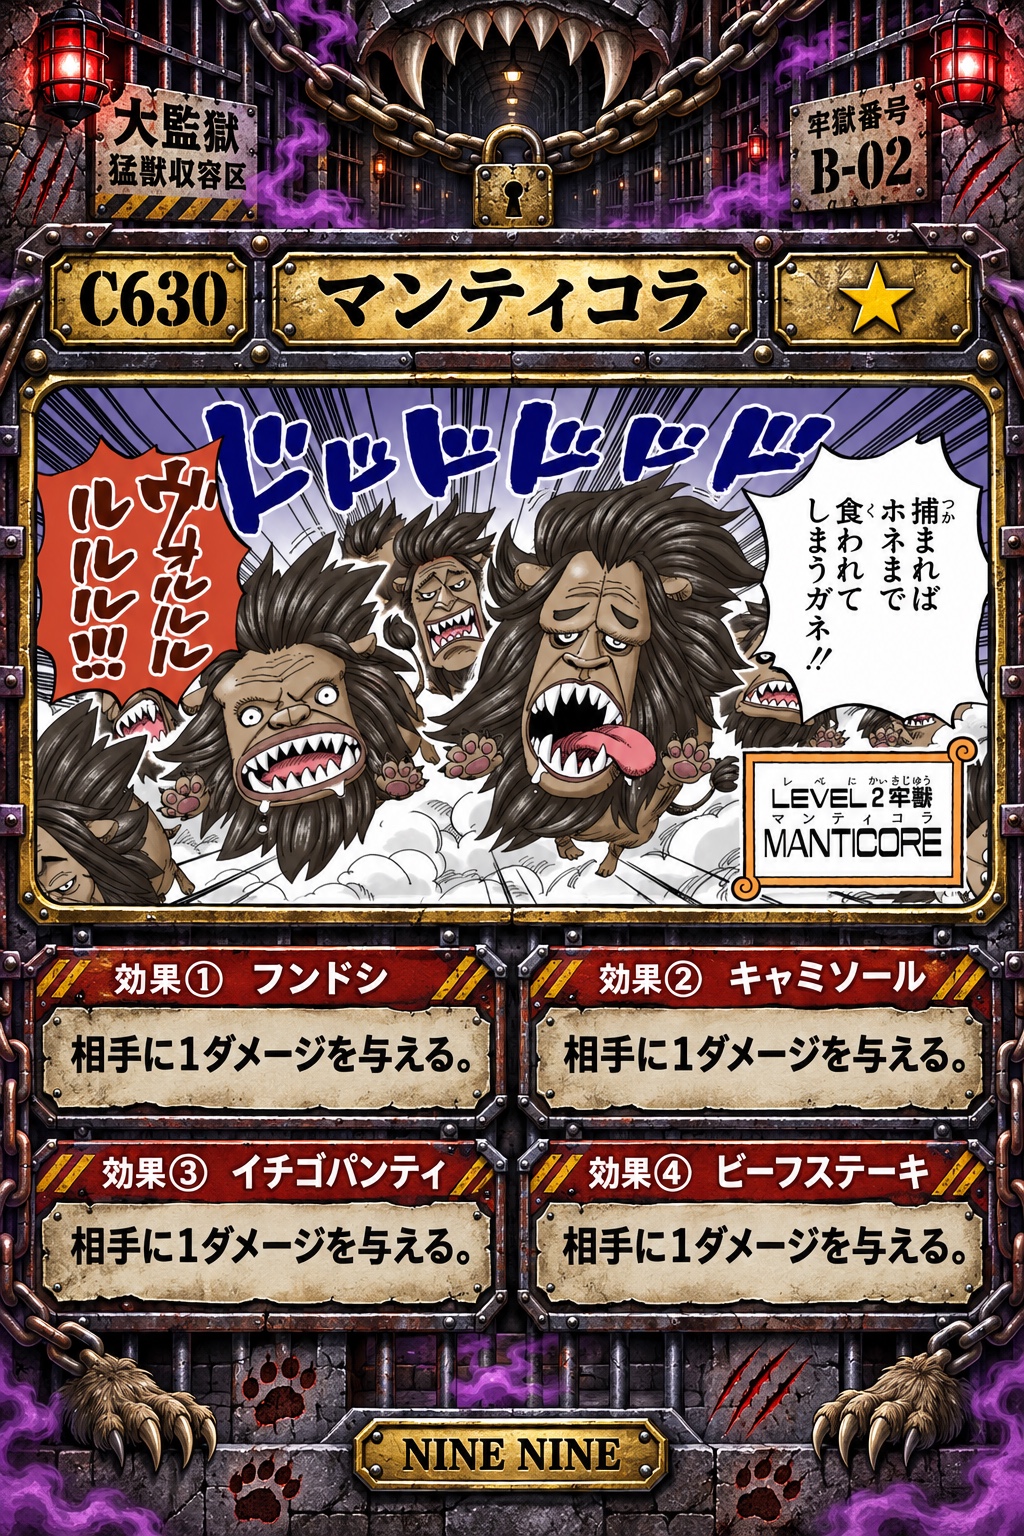 大監獄
猛獣収容区
牢獄番号
B-02
C630
マンティコラ
ドドドドドド
捕まれば
ホネまで
食わわれて
しまうガネ!!
つか
く
ヴォルルル
ルルルル!!!
レベルにかいきじゅう
LEVEL2牢獣
マンティコラ
MANTICORE
効果① フンドシ
相手に1ダメージを与える。
効果② キャミソール
相手に1ダメージを与える。
効果③ イチゴパンティ
相手に1ダメージを与える。
効果④ ビーフステーキ
相手に1ダメージを与える。
NINE NINE